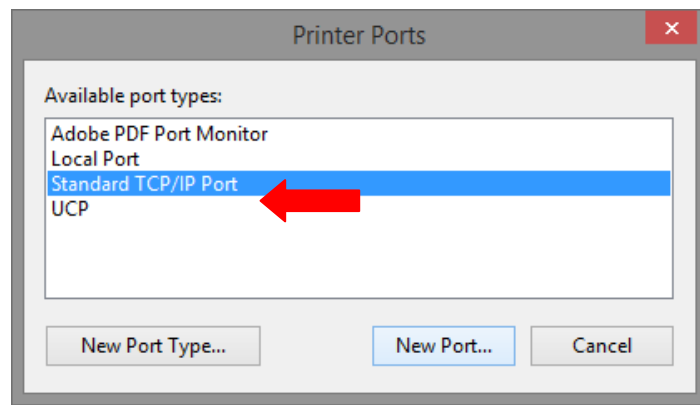 Printer Ports
Available port types:
Adobe PDF Port Monitor
Local Port
Standard TCP/IP Port
UCP
New Port Type...
New Port...
Cancel